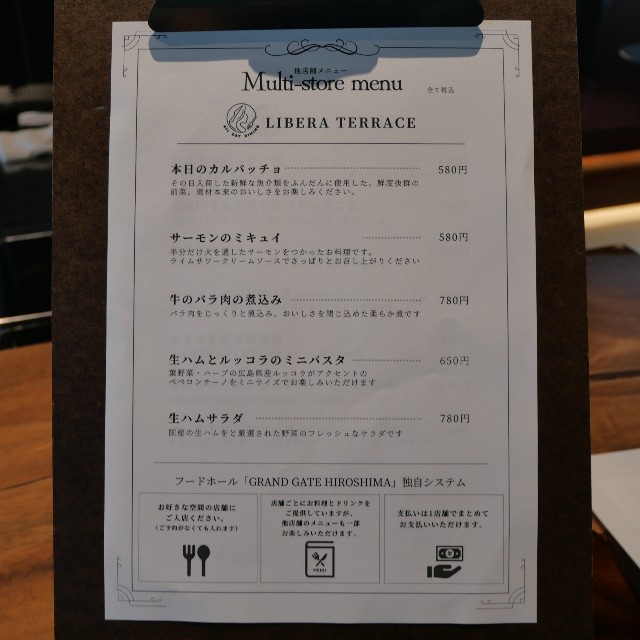 他店舗メニュー
Multi-store menu
全て税込
ALL DAY DINING
LIBERA TERRACE
本日のカルパッチョ 580円
その日入荷した新鮮な魚介類をふんだんに使用した、鮮度抜群の
前菜。素材本来のおいしさをお楽しみください。
サーモンのミキュイ 580円
半分だけ火を通したサーモンをつかったお料理です。
ライムサワークリームソースでさっぱりとお召し上がりください
牛のバラ肉の煮込み 780円
バラ肉をじっくりと煮込み、おいしさを閉じ込めた柔らか煮です
生ハムとルッコラのミニパスタ 650円
葉野菜・ハーブの広島県産ルッコラがアクセントの
ペペロンチーノをミニサイズでお楽しみいただけます
生ハムサラダ 780円
国産の生ハムをと厳選された野菜のフレッシュなサラダです
フードホール「GRAND GATE HIROSHIMA」独自システム
お好きな空間の店舗に
ご入店ください。
(ご予約がなくても入れます)
店舗ごとにお料理とドリンクを
ご提供していますが、
他店舗のメニューも一部
お楽しみいただけます。
MENU
支払いは1店舗でまとめて
お支払いいただけます。